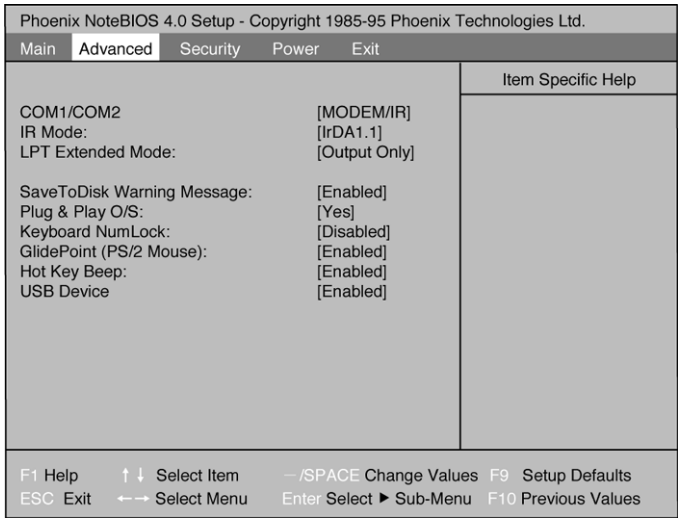 Phoenix NoteBIOS 4.0 Setup - Copyright 1985-95 Phoenix Technologies Ltd.
Main Advanced Security Power Exit
Item Specific Help
COM1/COM2 [MODEM/IR]
IR Mode: [IrDA1.1]
LPT Extended Mode: [Output Only]
SaveToDisk Warning Message: [Enabled]
Plug & Play O/S: [Yes]
Keyboard NumLock: [Disabled]
GlidePoint (PS/2 Mouse): [Enabled]
Hot Key Beep: [Enabled]
USB Device [Enabled]
F1 Help ↑ ↓ Select Item —/SPACE Change Values F9 Setup Defaults
ESC Exit ←→ Select Menu Enter Select ▶ Sub-Menu F10 Previous Values